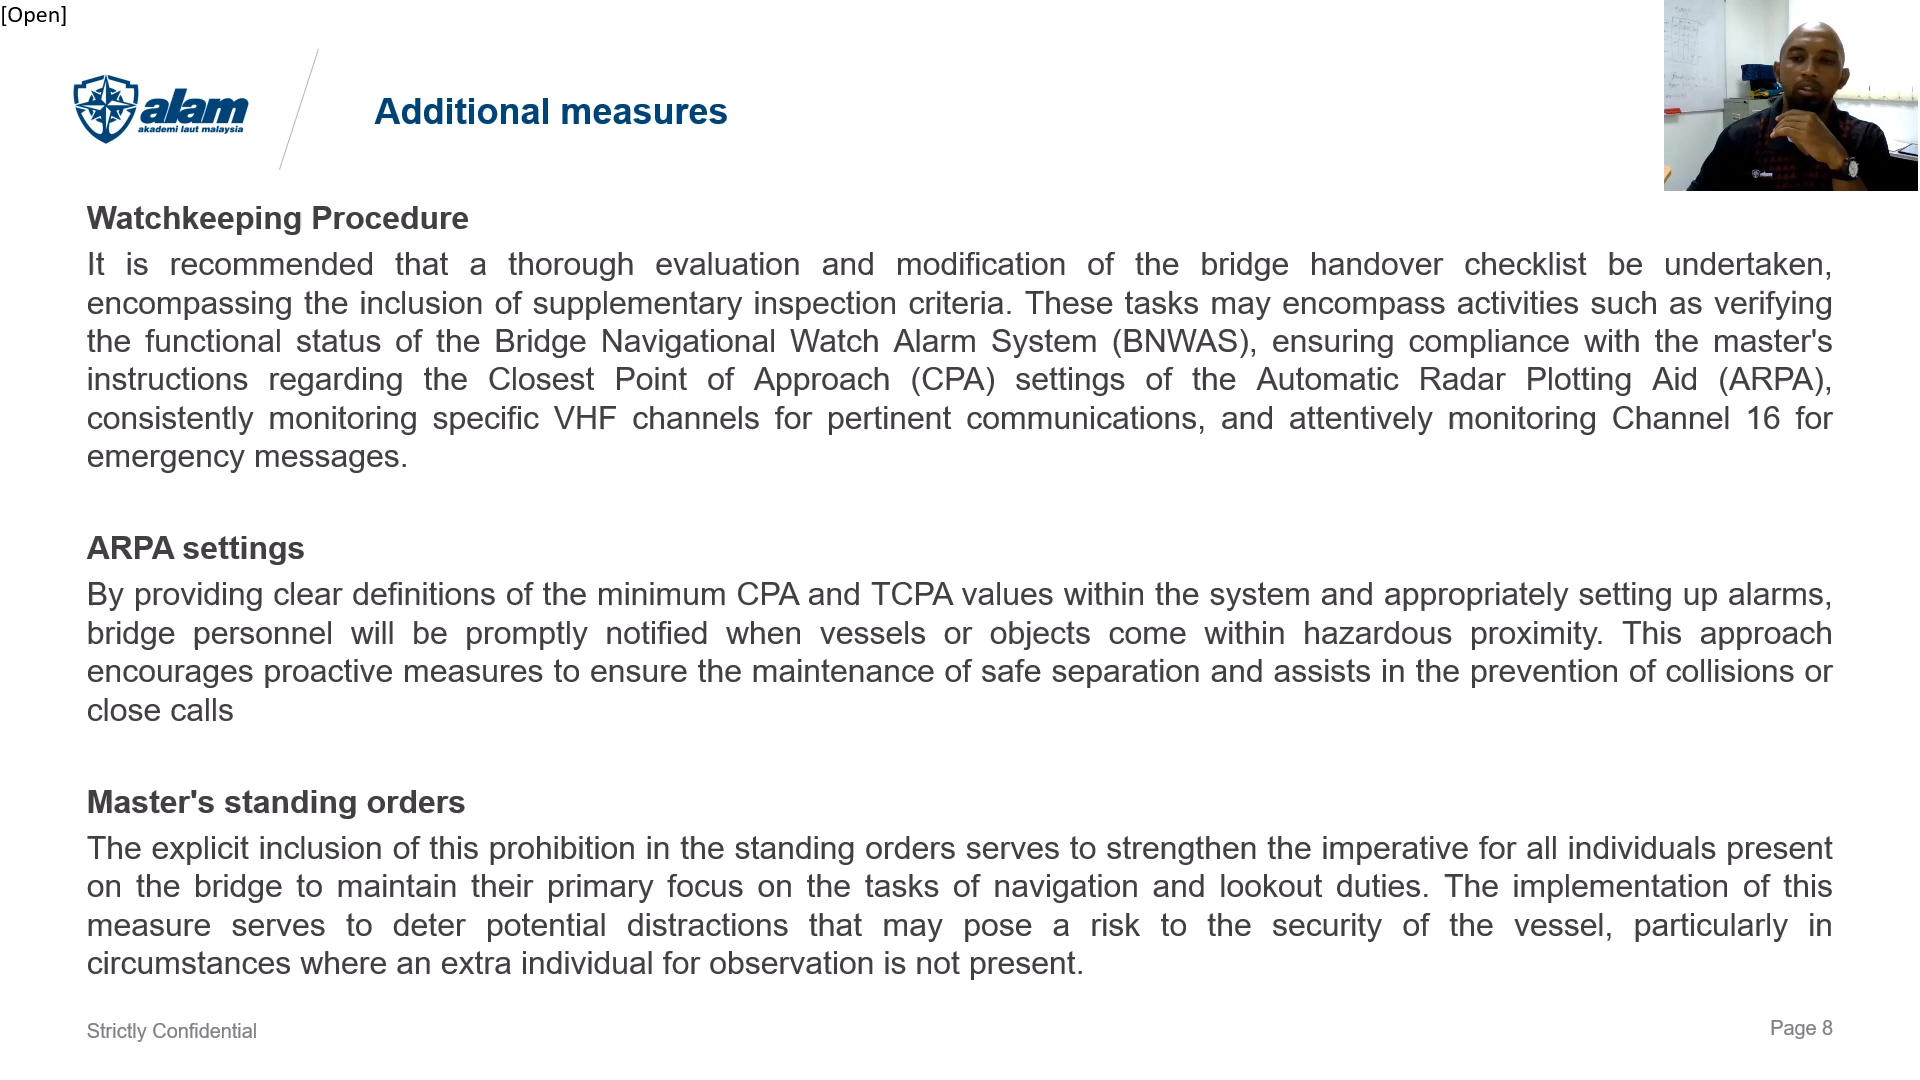 [Open]
alam
akademi laut malaysia
Additional measures
Watchkeeping Procedure
It is recommended that a thorough evaluation and modification of the bridge handover checklist be undertaken,
encompassing the inclusion of supplementary inspection criteria. These tasks may encompass activities such as verifying
the functional status of the Bridge Navigational Watch Alarm System (BNWAS), ensuring compliance with the master's
instructions regarding the Closest Point of Approach (CPA) settings of the Automatic Radar Plotting Aid (ARPA),
consistently monitoring specific VHF channels for pertinent communications, and attentively monitoring Channel 16 for
emergency messages.
ARPA settings
By providing clear definitions of the minimum CPA and TCPA values within the system and appropriately setting up alarms,
bridge personnel will be promptly notified when vessels or objects come within hazardous proximity. This approach
encourages proactive measures to ensure the maintenance of safe separation and assists in the prevention of collisions or
close calls
Master's standing orders
The explicit inclusion of this prohibition in the standing orders serves to strengthen the imperative for all individuals present
on the bridge to maintain their primary focus on the tasks of navigation and lookout duties. The implementation of this
measure serves to deter potential distractions that may pose a risk to the security of the vessel, particularly in
circumstances where an extra individual for observation is not present.
Strictly Confidential
Page 8